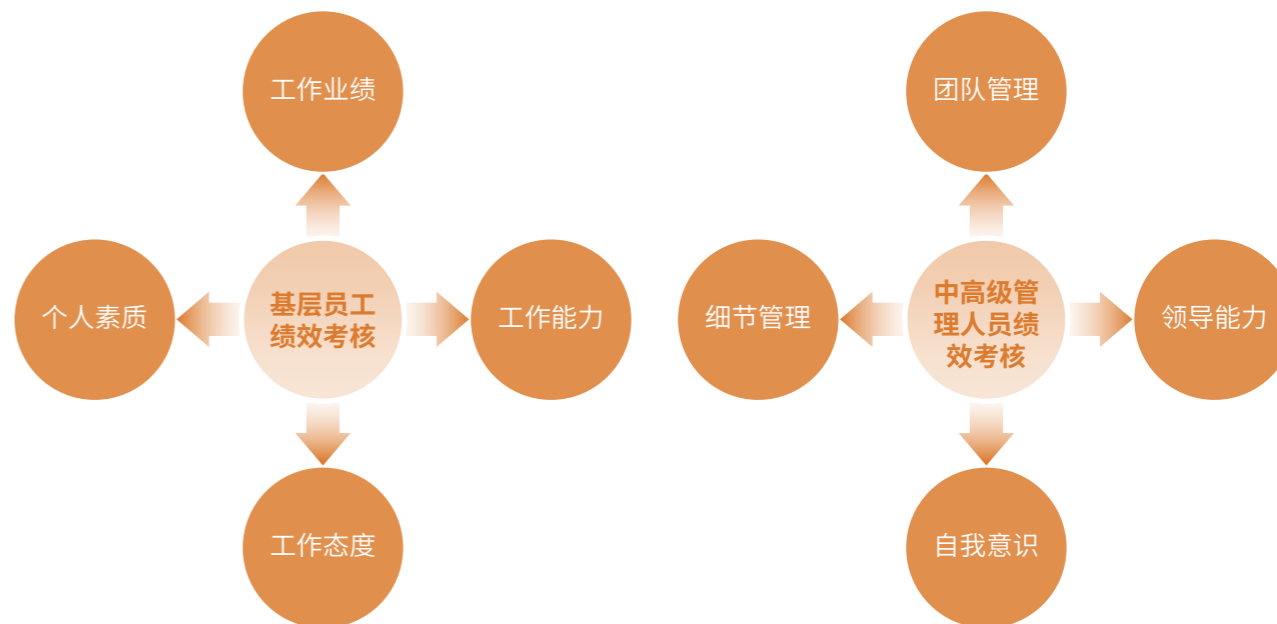 工作业绩
个人素质
基层员工
绩效考核
工作能力
工作态度
团队管理
细节管理
中高级管
理人员绩
效考核
领导能力
自我意识